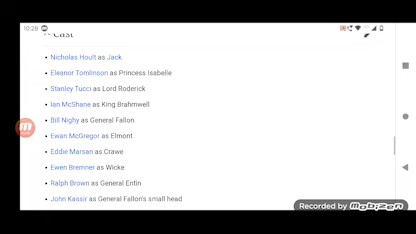 10:28
Cast
Nicholas Hoult as Jack
Eleanor Tomlinson as Princess Isabelle
Stanley Tucci as Lord Roderick
Ian McShane as King Brahmwell
Bill Nighy as General Fallon
Ewan McGregor as Elmont
Eddie Marsan as Crawe
Ewen Bremner as Wicke
Ralph Brown as General Entin
John Kassir as General Fallon's small head
Recorded by Mobizen